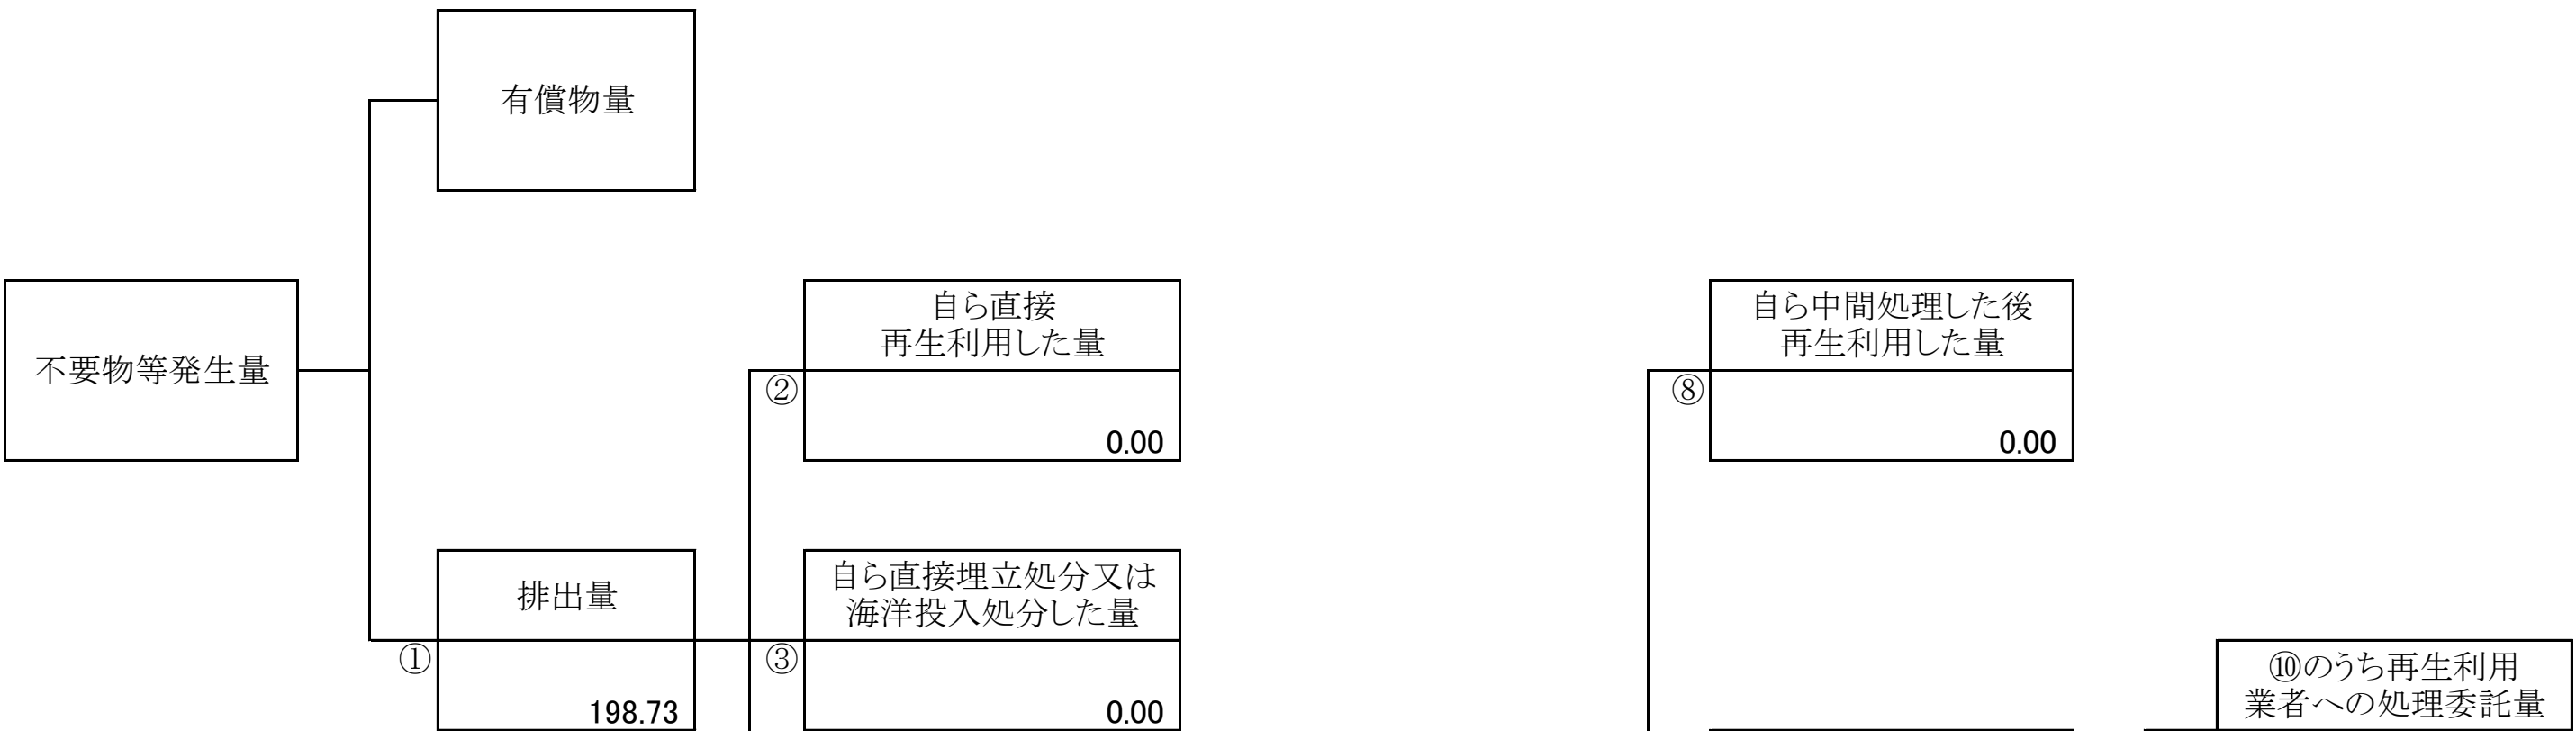 有償物量
不要物等発生量
自ら直接
再生利用した量
②
0.00
自ら中間処理した後
再生利用した量
⑧
0.00
排出量
①
198.73
自ら直接埋立処分又は
海洋投入処分した量
③
0.00
⑩のうち再生利用
業者への処理委託量